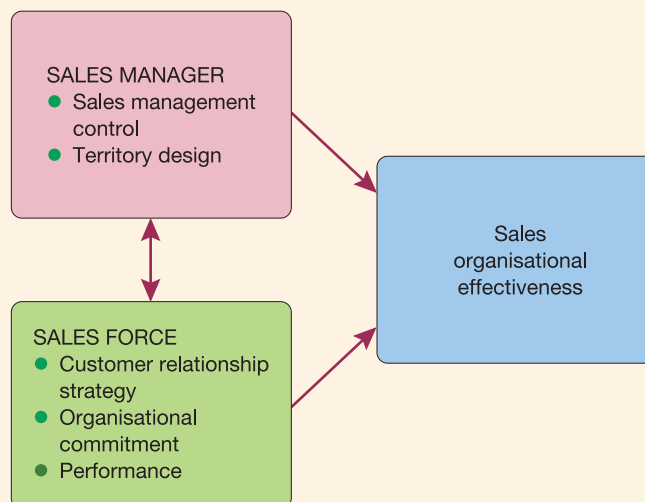 SALES MANAGER
● Sales management
control
● Territory design
Sales
organisational
effectiveness
SALES FORCE
● Customer relationship
strategy
● Organisational
commitment
● Performance